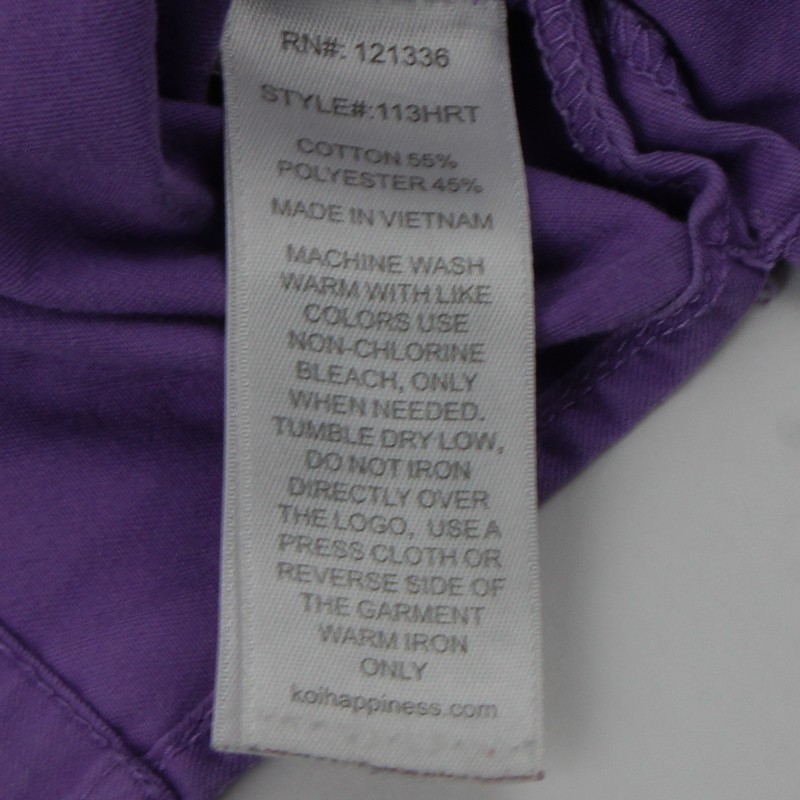 RN#: 121336
STYLE#:113HRT
COTTON 55%
POLYESTER 45%
MADE IN VIETNAM
MACHINE WASH
WARM WITH LIKE
COLORS USE
NON-CHLORINE
BLEACH, ONLY
WHEN NEEDED.
TUMBLE DRY LOW,
DO NOT IRON
DIRECTLY OVER
THE LOGO, USE A
PRESS CLOTH OR
REVERSE SIDE OF
THE GARMENT
WARM IRON
ONLY
koihappiness.com